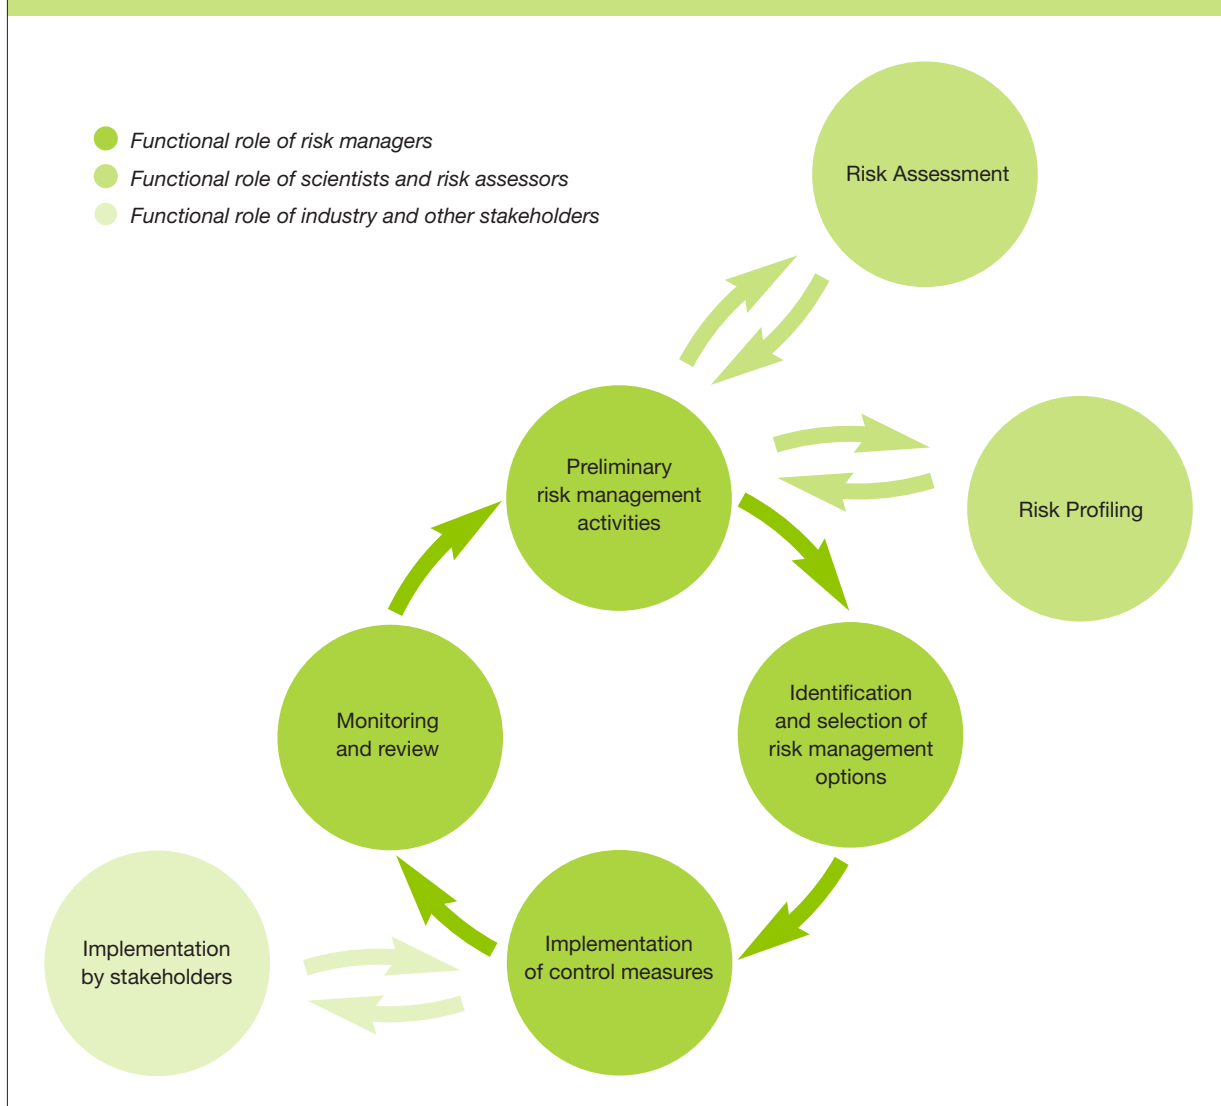 Functional role of risk managers
Functional role of scientists and risk assessors
Functional role of industry and other stakeholders
Risk Assessment
Preliminary
risk management
activities
Risk Profiling
Identification
and selection of
risk management
options
Monitoring
and review
Implementation
of control measures
Implementation
by stakeholders